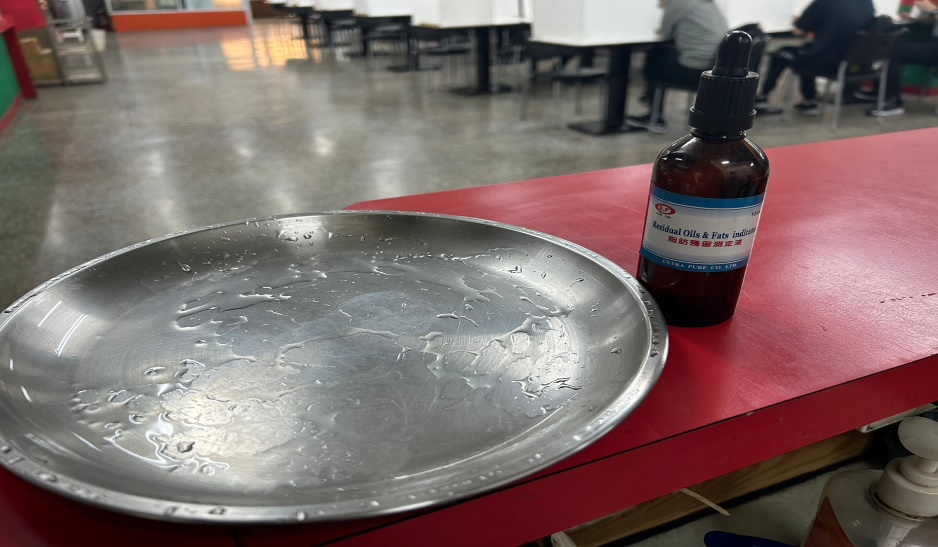 Residual Oils & Fats indicator
脂肪殘留測定液
EXTRA PURE CO. LTD.